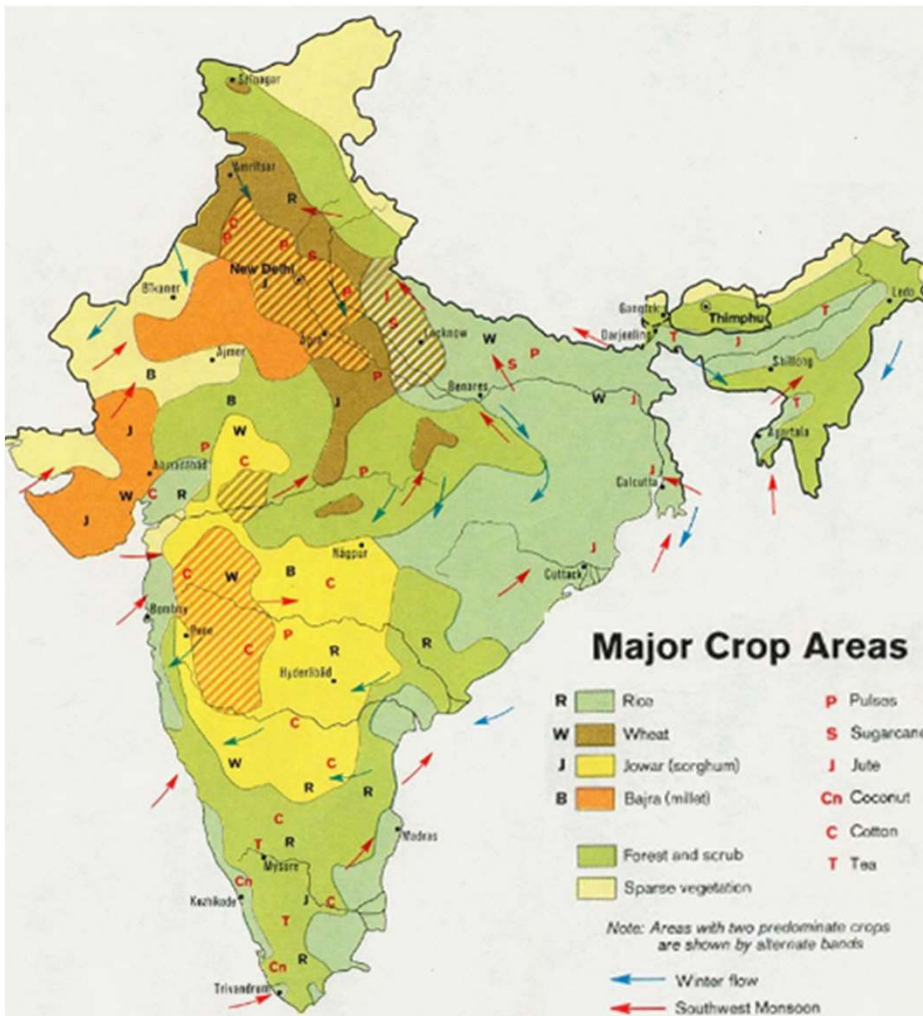 Srinagar
Amritsar
R
C
P
P
S
New Delhi
J
P
J
S
Bikaner
Agra
Lucknow
W
S
P
Gangtok
Darjeeling
Thimphu
Ledo
T
T
J
Shillong
T
Agartala
Ajmer
B
P
Benares
W
J
B
J
J
W
C
P
P
Ahmadabad
W
C
R
J
Calcutta
J
Nagpur
J
Cuttack
C
W
B
C
Bombay
Pune
C
P
R
Hyderabad
R
C
W
C
R
R
C
T
R
Mysore
Madras
Cn
Kozhikode
J
C
T
Cn
R
Trivandrum
Major Crop Areas
R Rice
W Wheat
J Jowar (sorghum)
B Bajra (millet)
Forest and scrub
Sparse vegetation
P Pulses
S Sugarcane
J Jute
Cn Coconut
C Cotton
T Tea
Note: Areas with two predominate crops
are shown by alternate bands
Winter flow
Southwest Monsoon